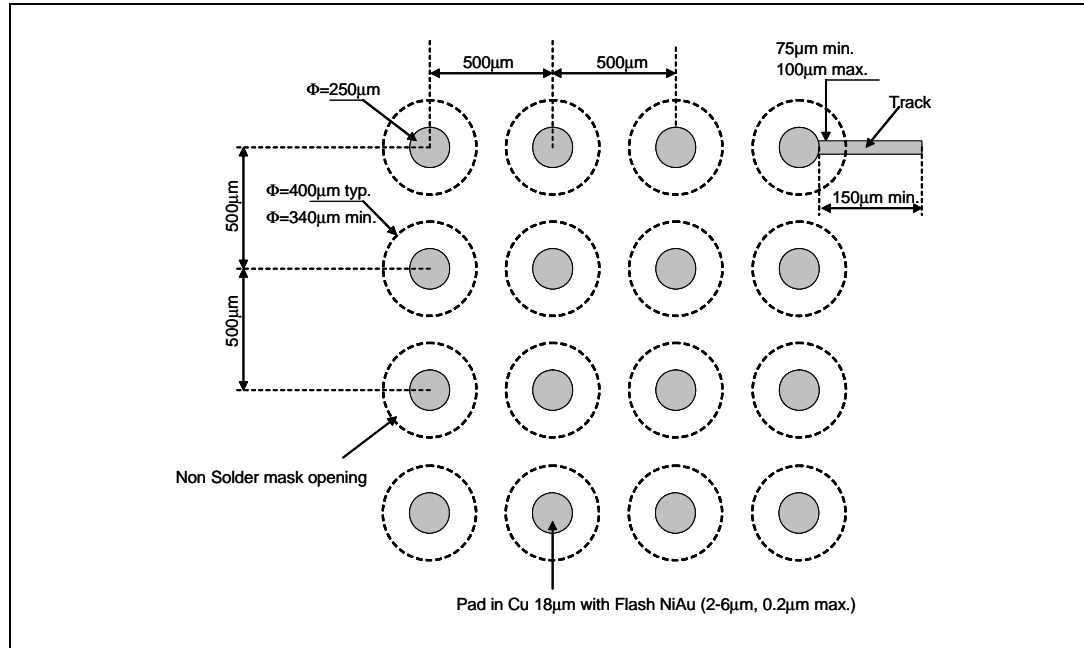 500µm
500µm
75µm min.
100µm max.
Φ=250µm
Track
500µm
Φ=400µm typ.
Φ=340µm min.
150µm min.
500µm
Non Solder mask opening
Pad in Cu 18µm with Flash NiAu (2-6µm, 0.2µm max.)